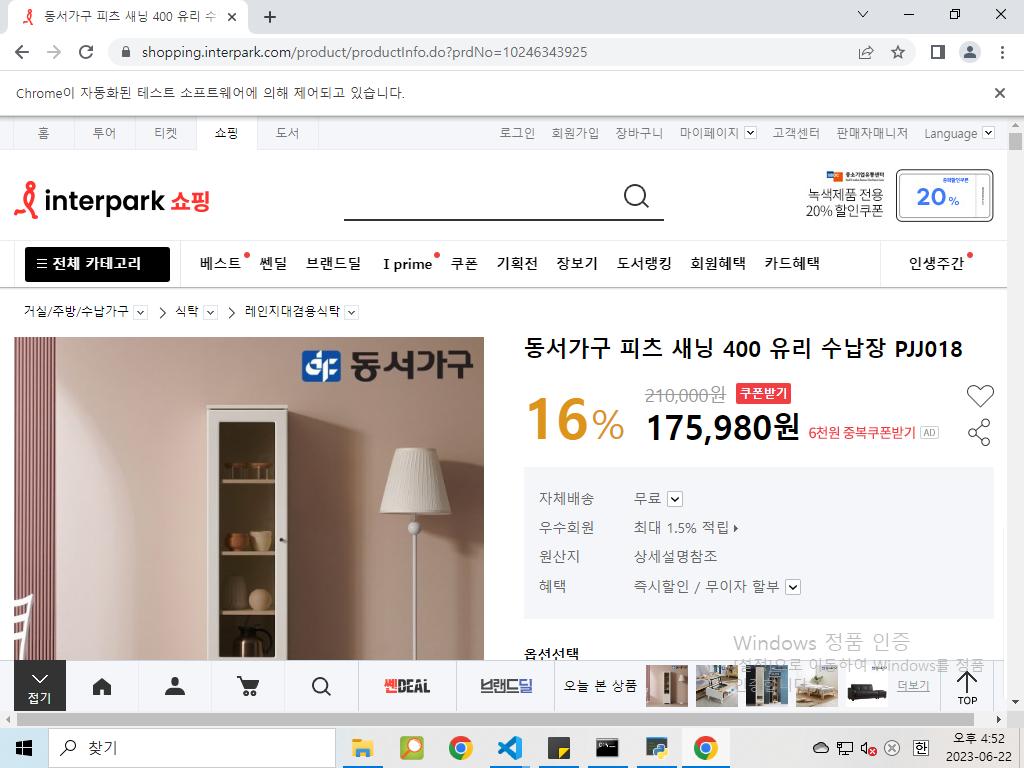 동서가구 피츠 새닝 400 유리 수
shopping.interpark.com/product/productInfo.do?prdNo=10246343925
Chrome이 자동화된 테스트 소프트웨어에 의해 제어되고 있습니다.
홈 투어 티켓 쇼핑 도서 로그인 회원가입 장바구니 마이페이지 고객센터 판매자매니저 Language
interpark 쇼핑
중소기업유통센터
녹색제품 전용
20% 할인쿠폰
20%
전체 카테고리 베스트 쎈딜 브랜드딜 I prime 쿠폰 기획전 장보기 도서랭킹 회원혜택 카드혜택 인생주간
거실/주방/수납가구 식탁 레인지대겸용식탁
동서가구
동서가구 피츠 새닝 400 유리 수납장 PJJ018
210,000원 쿠폰받기
16% 175,980원 6천원 중복쿠폰받기 AD
자체배송 무료
우수회원 최대 1.5% 적립
원산지 상세설명참조
혜택 즉시할인 / 무이자 할부
옵션선택
Windows 정품 인증
[설정]으로 이동하여 Windows를 정품
접기 쎈DEAL 브랜드딜 오늘 본 상품 더보기 TOP
찾기
한
오후 4:52
2023-06-22